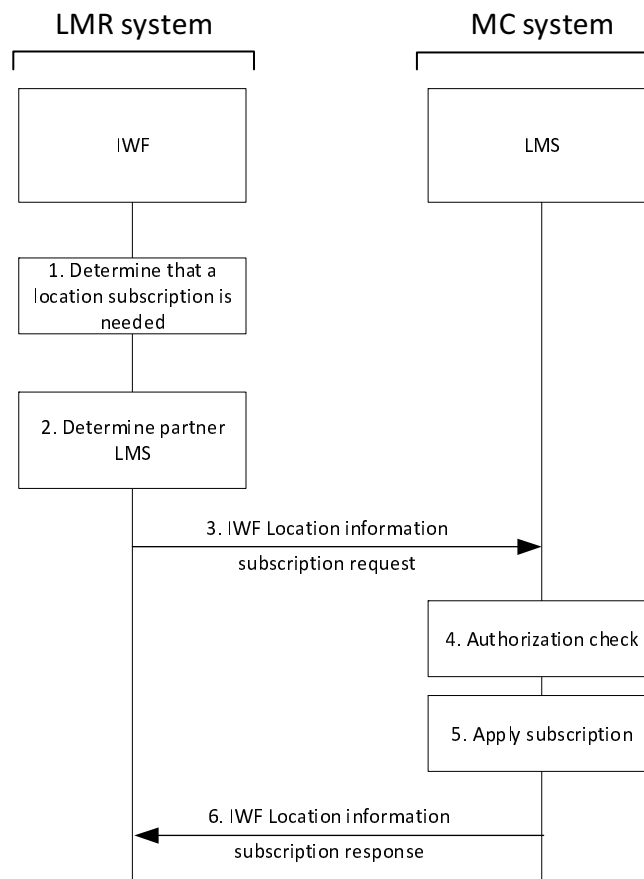 LMR system
MC system
IWF
LMS
1. Determine that a
location subscription is
needed
2. Determine partner
LMS
3. IWF Location information
subscription request
4. Authorization check
5. Apply subscription
6. IWF Location information
subscription response